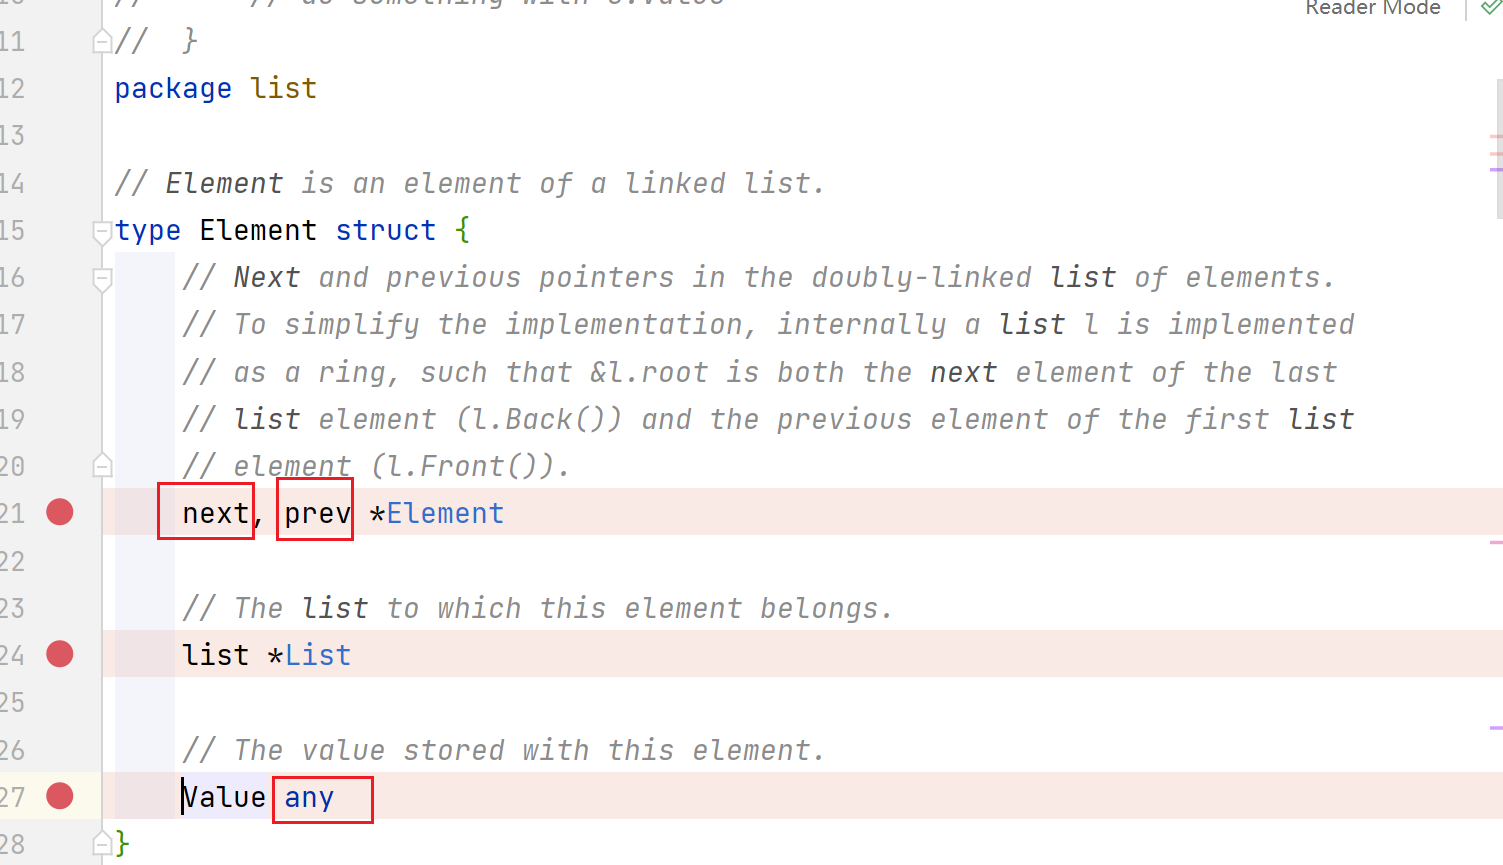 // // do something with e.Value
Reader Mode
11 // }
12 package list
13
14 // Element is an element of a linked list.
15 type Element struct {
16 // Next and previous pointers in the doubly-linked list of elements.
17 // To simplify the implementation, internally a list l is implemented
18 // as a ring, such that &l.root is both the next element of the last
19 // list element (l.Back()) and the previous element of the first list
20 // element (l.Front()).
21 next, prev *Element
22
23 // The list to which this element belongs.
24 list *List
25
26 // The value stored with this element.
27 Value any
28 }